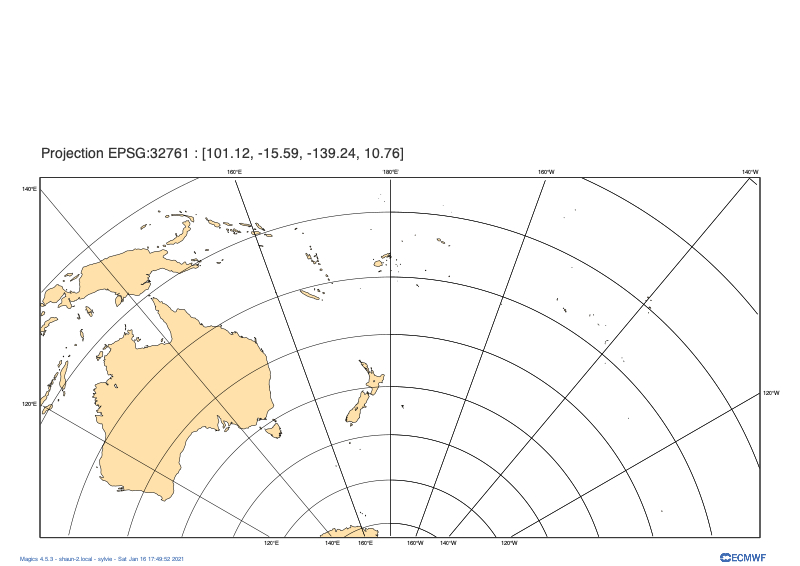 Projection EPSG:32761 : [101.12, -15.59, -139.24, 10.76]
160°E 180°E 160°W 140°W
140°E
120°E
120°W
120°E 140°E 160°E 160°W 140°W 120°W
Magics 4.5.3 - shaun-2.local - sylvie - Sat Jan 16 17:49:52 2021
ECMWF